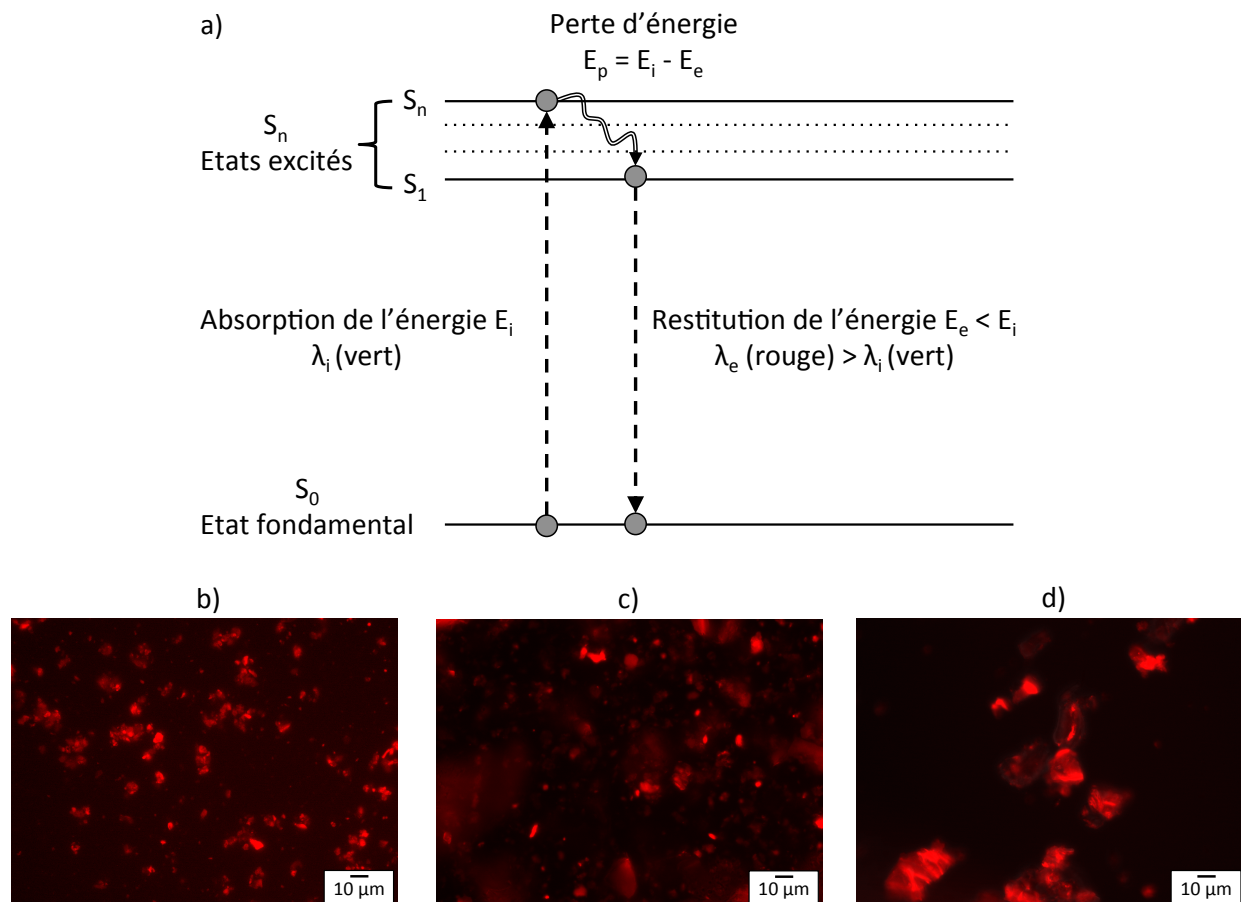 a)
Perte d'énergie
E_p = E_i - E_e
S_n
S_n
Etats excités
S_1
Absorption de l'énergie E_i
λ_i (vert)
Restitution de l'énergie E_e < E_i
λ_e (rouge) > λ_i (vert)
S_0
Etat fondamental
b)
c)
d)
10 µm
10 µm
10 µm